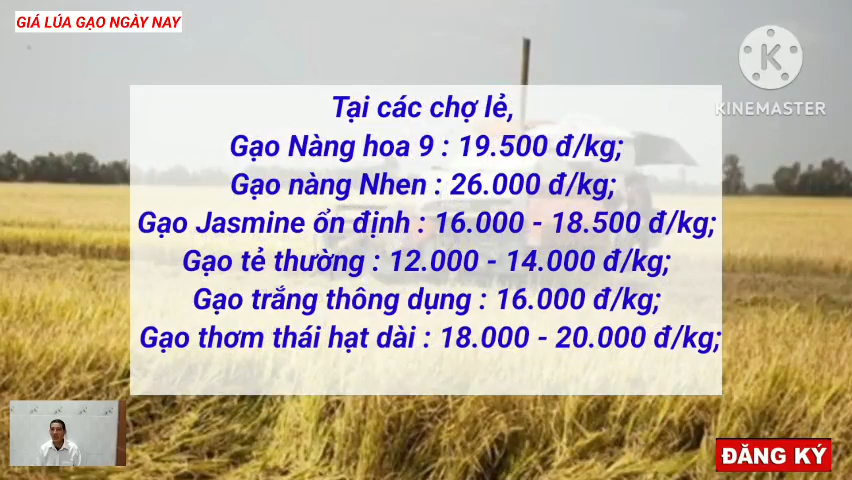 GIÁ LÚA GẠO NGÀY NAY
KINEMASTER
Tại các chợ lẻ,
Gạo Nàng hoa 9 : 19.500 đ/kg;
Gạo nàng Nhen : 26.000 đ/kg;
Gạo Jasmine ổn định : 16.000 - 18.500 đ/kg;
Gạo tẻ thường : 12.000 - 14.000 đ/kg;
Gạo trắng thông dụng : 16.000 đ/kg;
Gạo thơm thái hạt dài : 18.000 - 20.000 đ/kg;
ĐĂNG KÝ